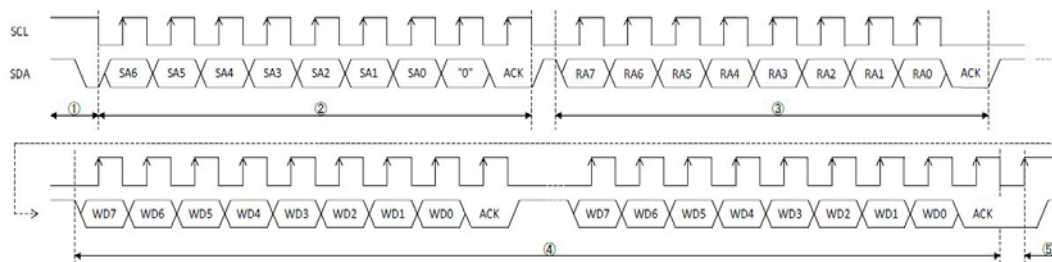 SCL
SDA SA6 SA5 SA4 SA3 SA2 SA1 SA0 "0" ACK RA7 RA6 RA5 RA4 RA3 RA2 RA1 RA0 ACK
① ② ③
WD7 WD6 WD5 WD4 WD3 WD2 WD1 WD0 ACK WD7 WD6 WD5 WD4 WD3 WD2 WD1 WD0 ACK
④ ⑤